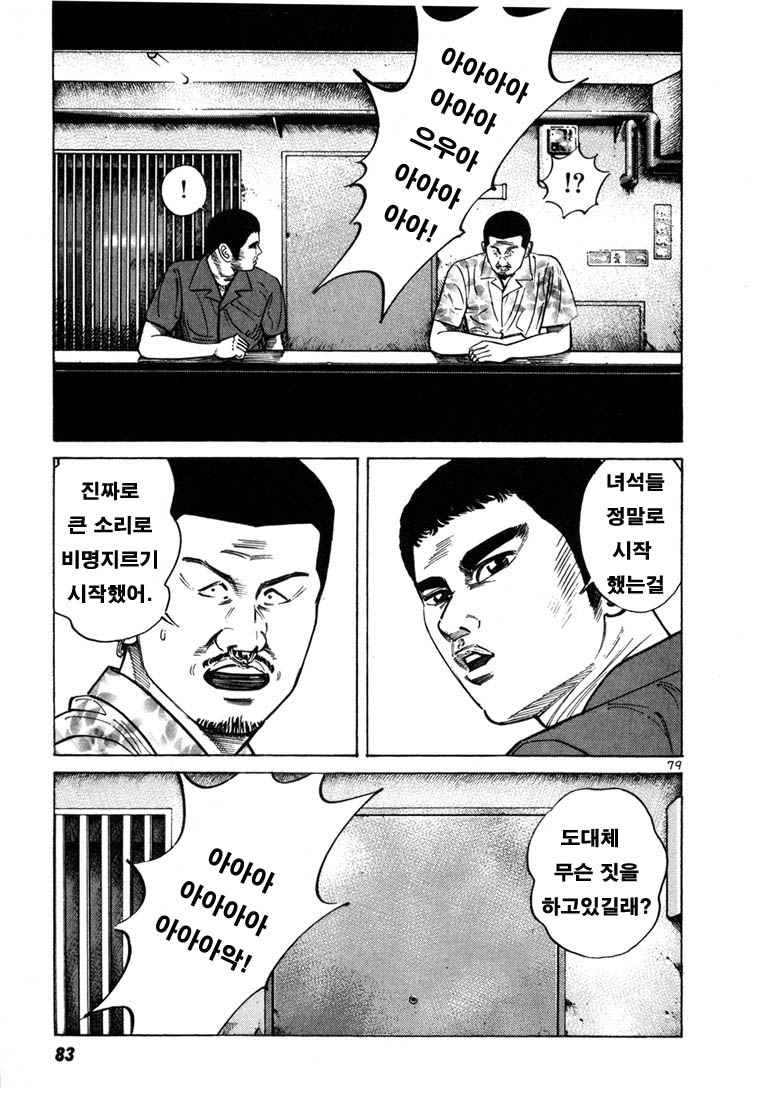 아아아아
아아아
으우아
아아아
아아!
!?
!
녀석들
정말로
시작
했는걸
진짜로
큰 소리로
비명지르기
시작했어.
79
도대체
무슨 짓을
하고있길래?
아아아
아아아아
아아아악!
83